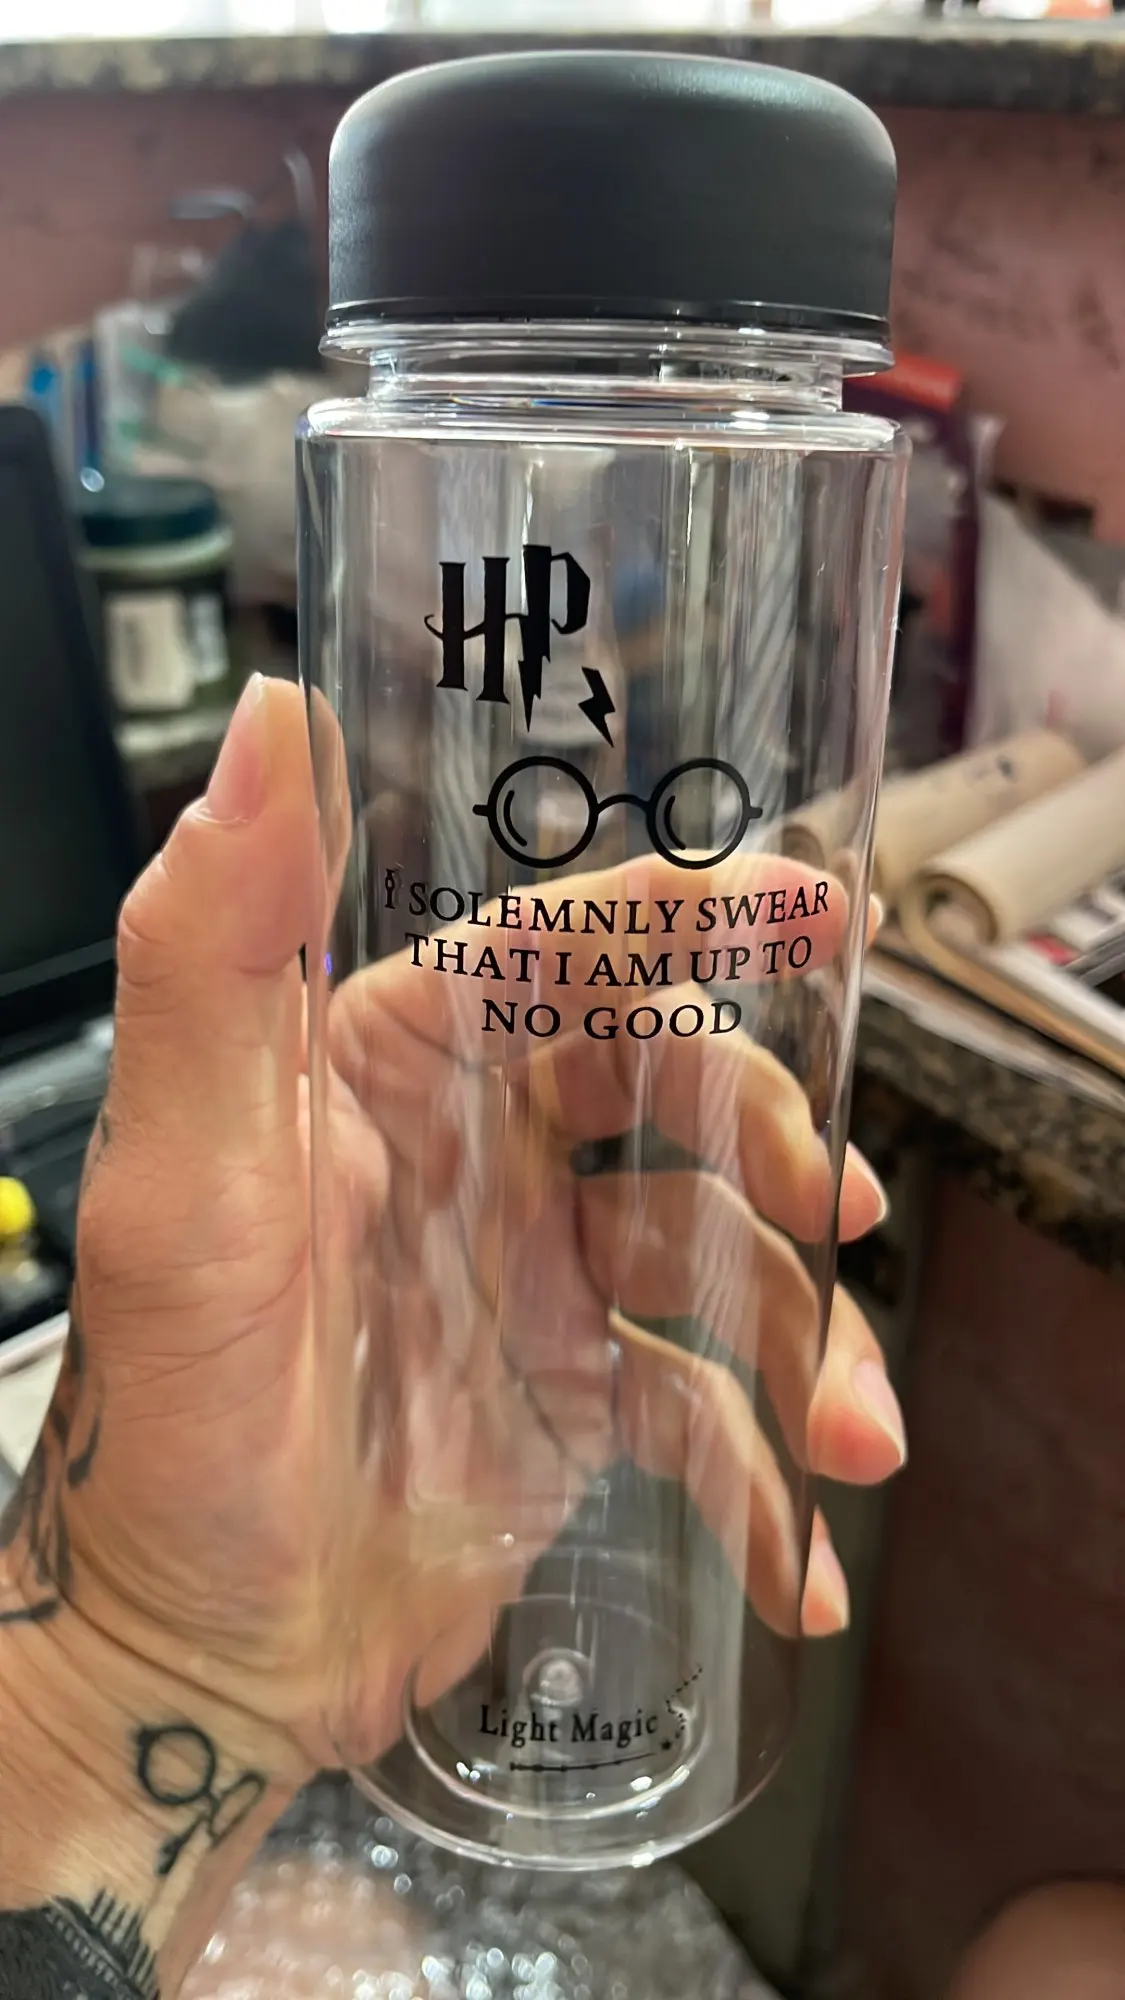 HP
I SOLEMNLY SWEAR
THAT I AM UP TO
NO GOOD
Light Magic